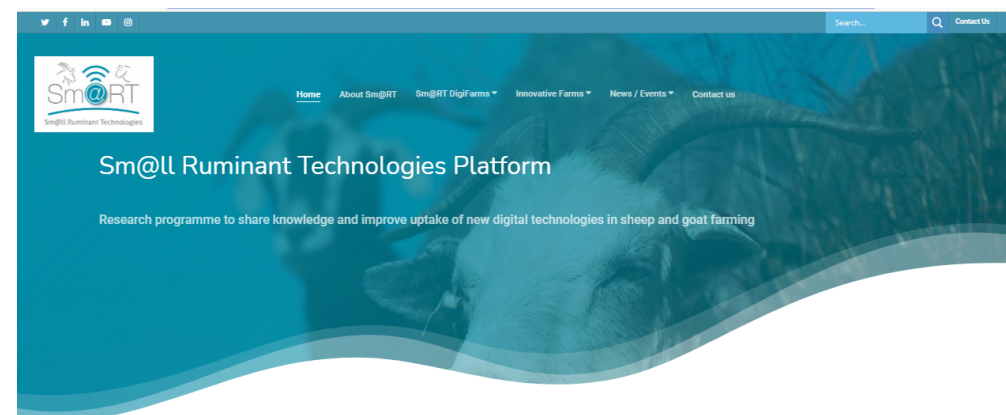 Search...
Contact Us
Sm@RT
Sm@ll Ruminant Technologies
Home About Sm@RT Sm@RT DigiFarms Innovative Farms News / Events Contact us
Sm@ll Ruminant Technologies Platform
Research programme to share knowledge and improve uptake of new digital technologies in sheep and goat farming